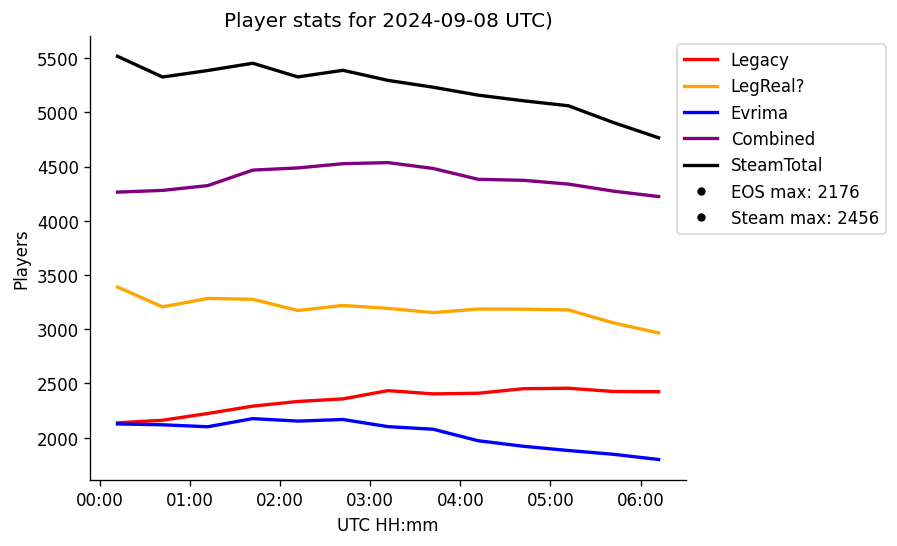 Player stats for 2024-09-08 UTC)
Legacy
LegReal?
Evrima
Combined
SteamTotal
EOS max: 2176
Steam max: 2456
Players
5500
5000
4500
4000
3500
3000
2500
2000
00:00 01:00 02:00 03:00 04:00 05:00 06:00
UTC HH:mm